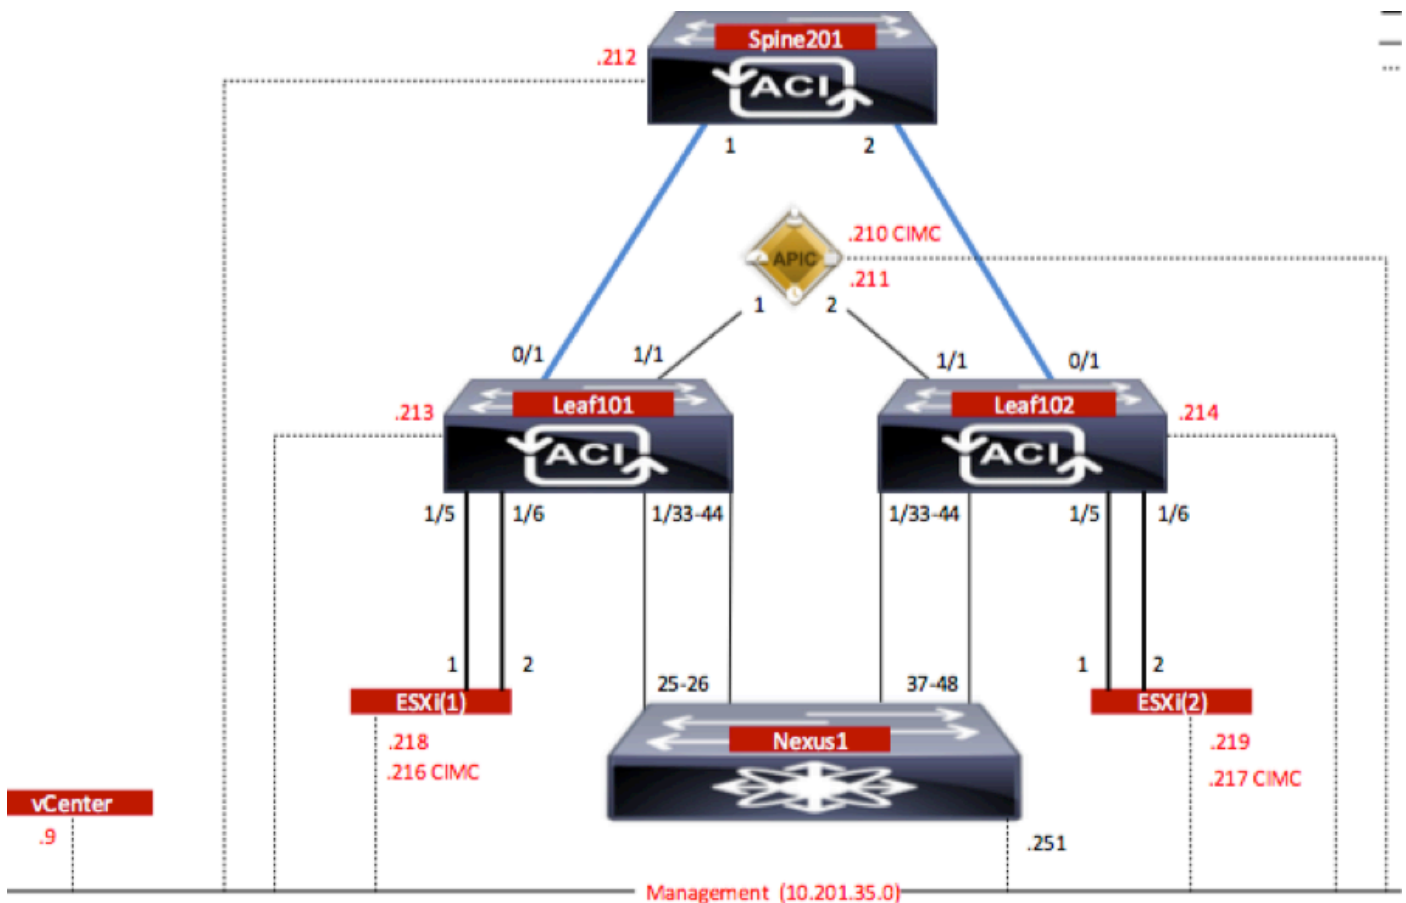 Spine201
.212
ACI
1
2
.210 CIMC
APIC
.211
1
2
0/1
1/1
1/1
0/1
Leaf101
Leaf102
.213
.214
ACI
ACI
1/5
1/6
1/33-44
1/33-44
1/5
1/6
1
2
25-26
37-48
1
2
ESXi(1)
ESXi(2)
Nexus1
.218
.216 CIMC
.219
.217 CIMC
vCenter
.9
.251
Management (10.201.35.0)